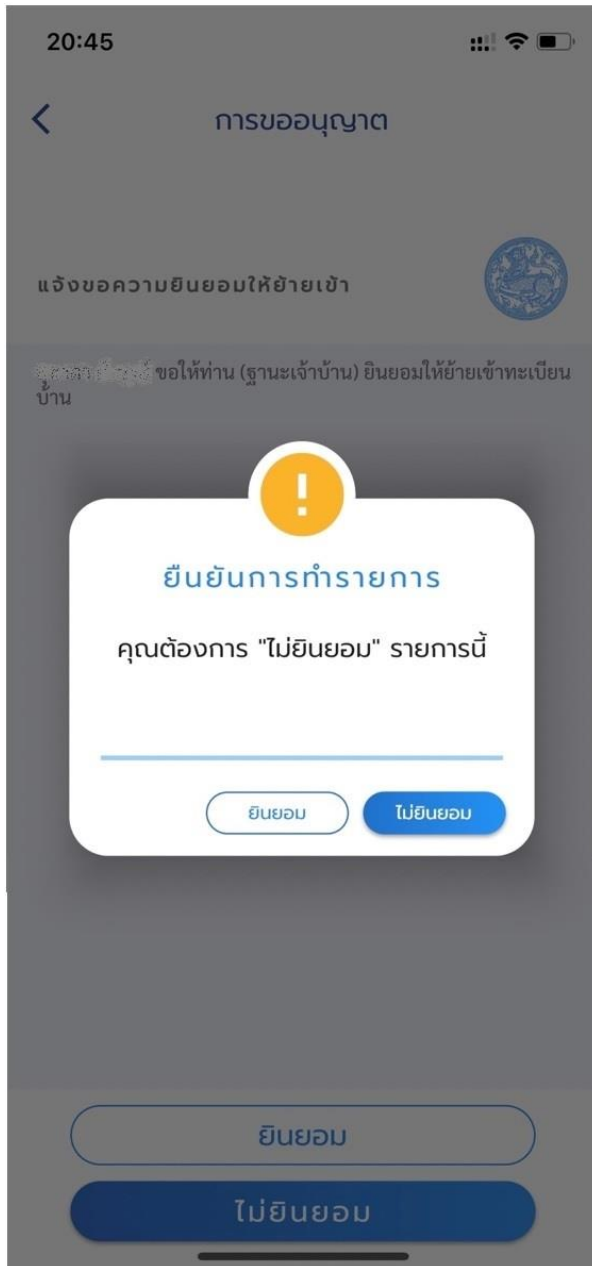 20:45
การขออนุญาต
แจ้งขอความยินยอมให้ย้ายเข้า
ขอให้ท่าน (ฐานะเจ้าบ้าน) ยินยอมให้ย้ายเข้าทะเบียน
บ้าน
!
ยืนยันการทำรายการ
คุณต้องการ "ไม่ยินยอม" รายการนี้
ยินยอม ไม่ยินยอม
ยินยอม
ไม่ยินยอม